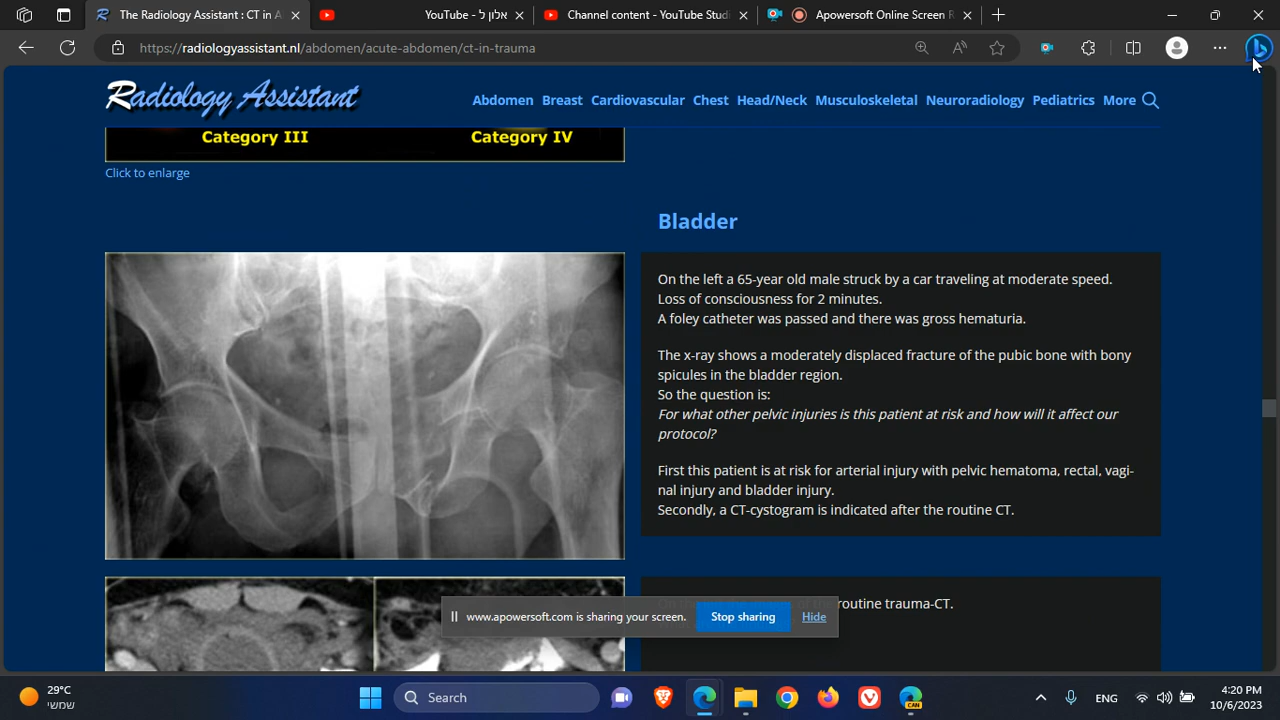 The Radiology Assistant : CT in A
YouTube - אלון ל
Channel content - YouTube Studi
Apowersoft Online Screen R
https://radiologyassistant.nl/abdomen/acute-abdomen/ct-in-trauma
Radiology Assistant
Abdomen Breast Cardiovascular Chest Head/Neck Musculoskeletal Neuroradiology Pediatrics More
Category III
Category IV
Click to enlarge
Bladder
On the left a 65-year old male struck by a car traveling at moderate speed.
Loss of consciousness for 2 minutes.
A foley catheter was passed and there was gross hematuria.
The x-ray shows a moderately displaced fracture of the pubic bone with bony
spicules in the bladder region.
So the question is:
For what other pelvic injuries is this patient at risk and how will it affect our
protocol?
First this patient is at risk for arterial injury with pelvic hematoma, rectal, vagi-
nal injury and bladder injury.
Secondly, a CT-cystogram is indicated after the routine CT.
routine trauma-CT.
www.apowersoft.com is sharing your screen.
Stop sharing
Hide
29°C
שמשי
Search
CAN
ENG
4:20 PM
10/6/2023